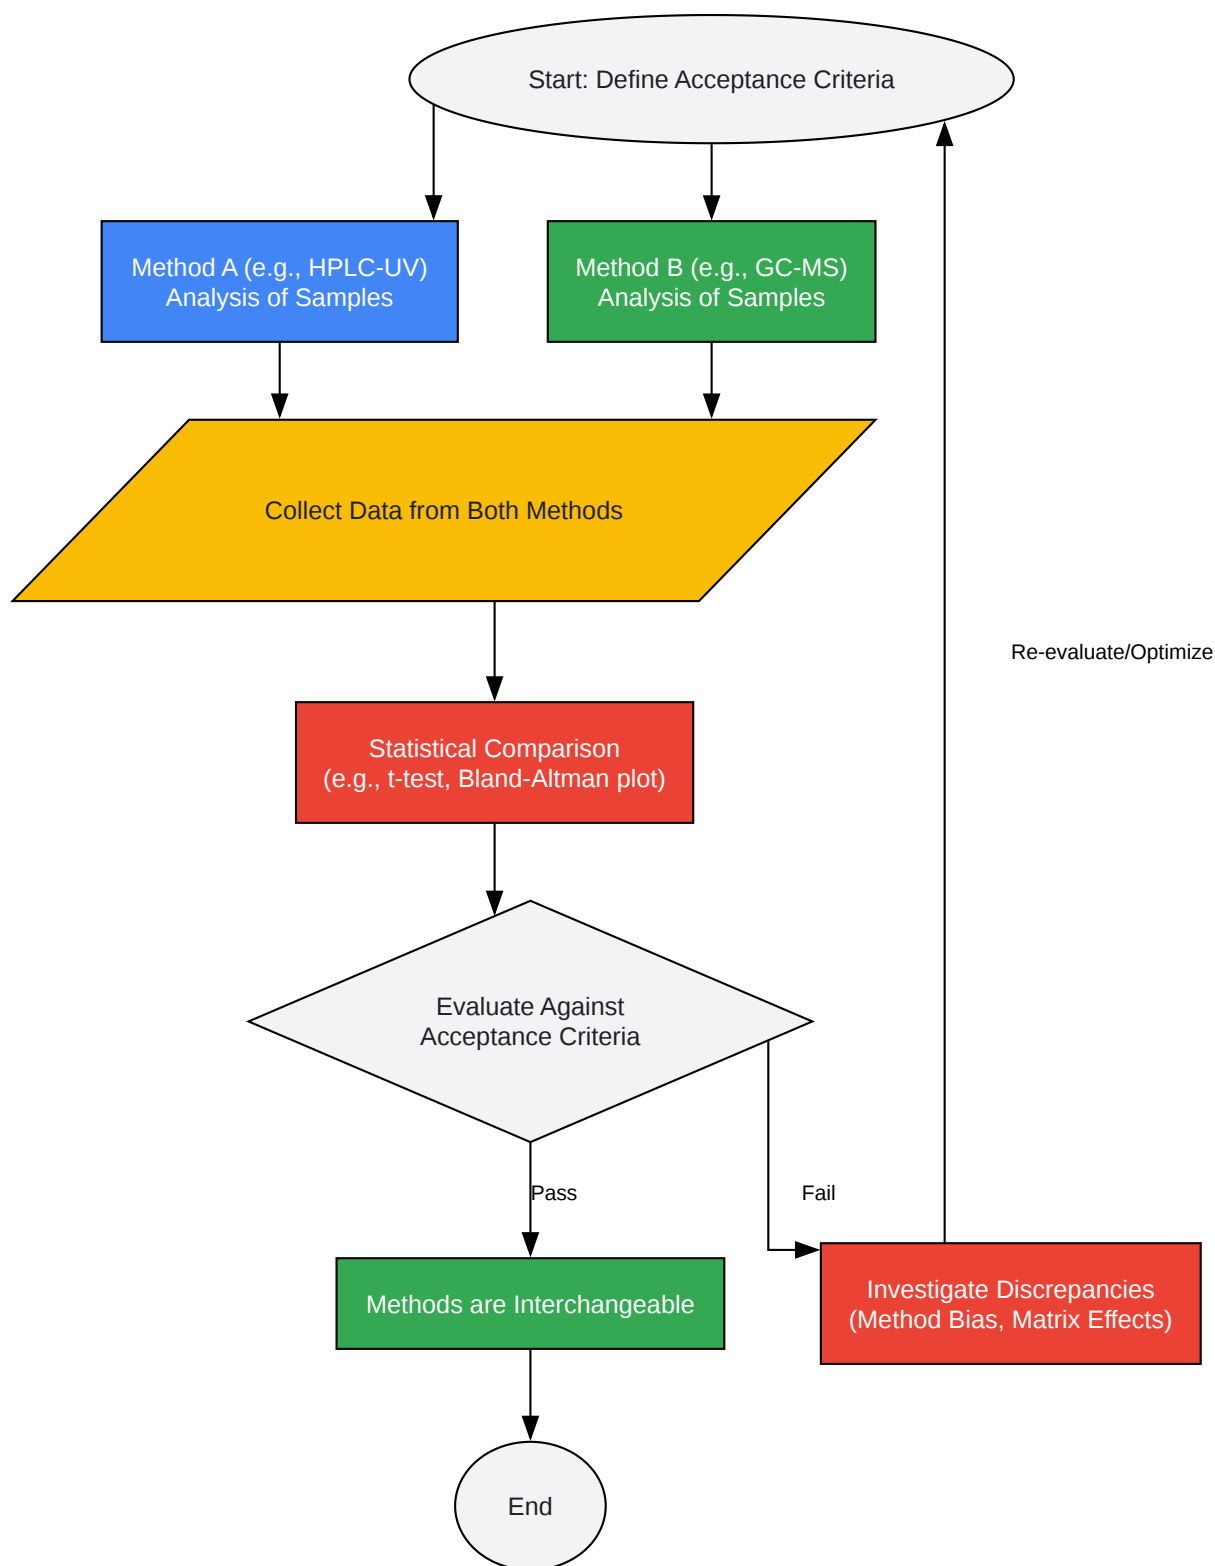 Start: Define Acceptance Criteria
Method A (e.g., HPLC-UV)
Analysis of Samples
Method B (e.g., GC-MS)
Analysis of Samples
Collect Data from Both Methods
Re-evaluate/Optimize
Statistical Comparison
(e.g., t-test, Bland-Altman plot)
Evaluate Against
Acceptance Criteria
Pass
Fail
Methods are Interchangeable
Investigate Discrepancies
(Method Bias, Matrix Effects)
End